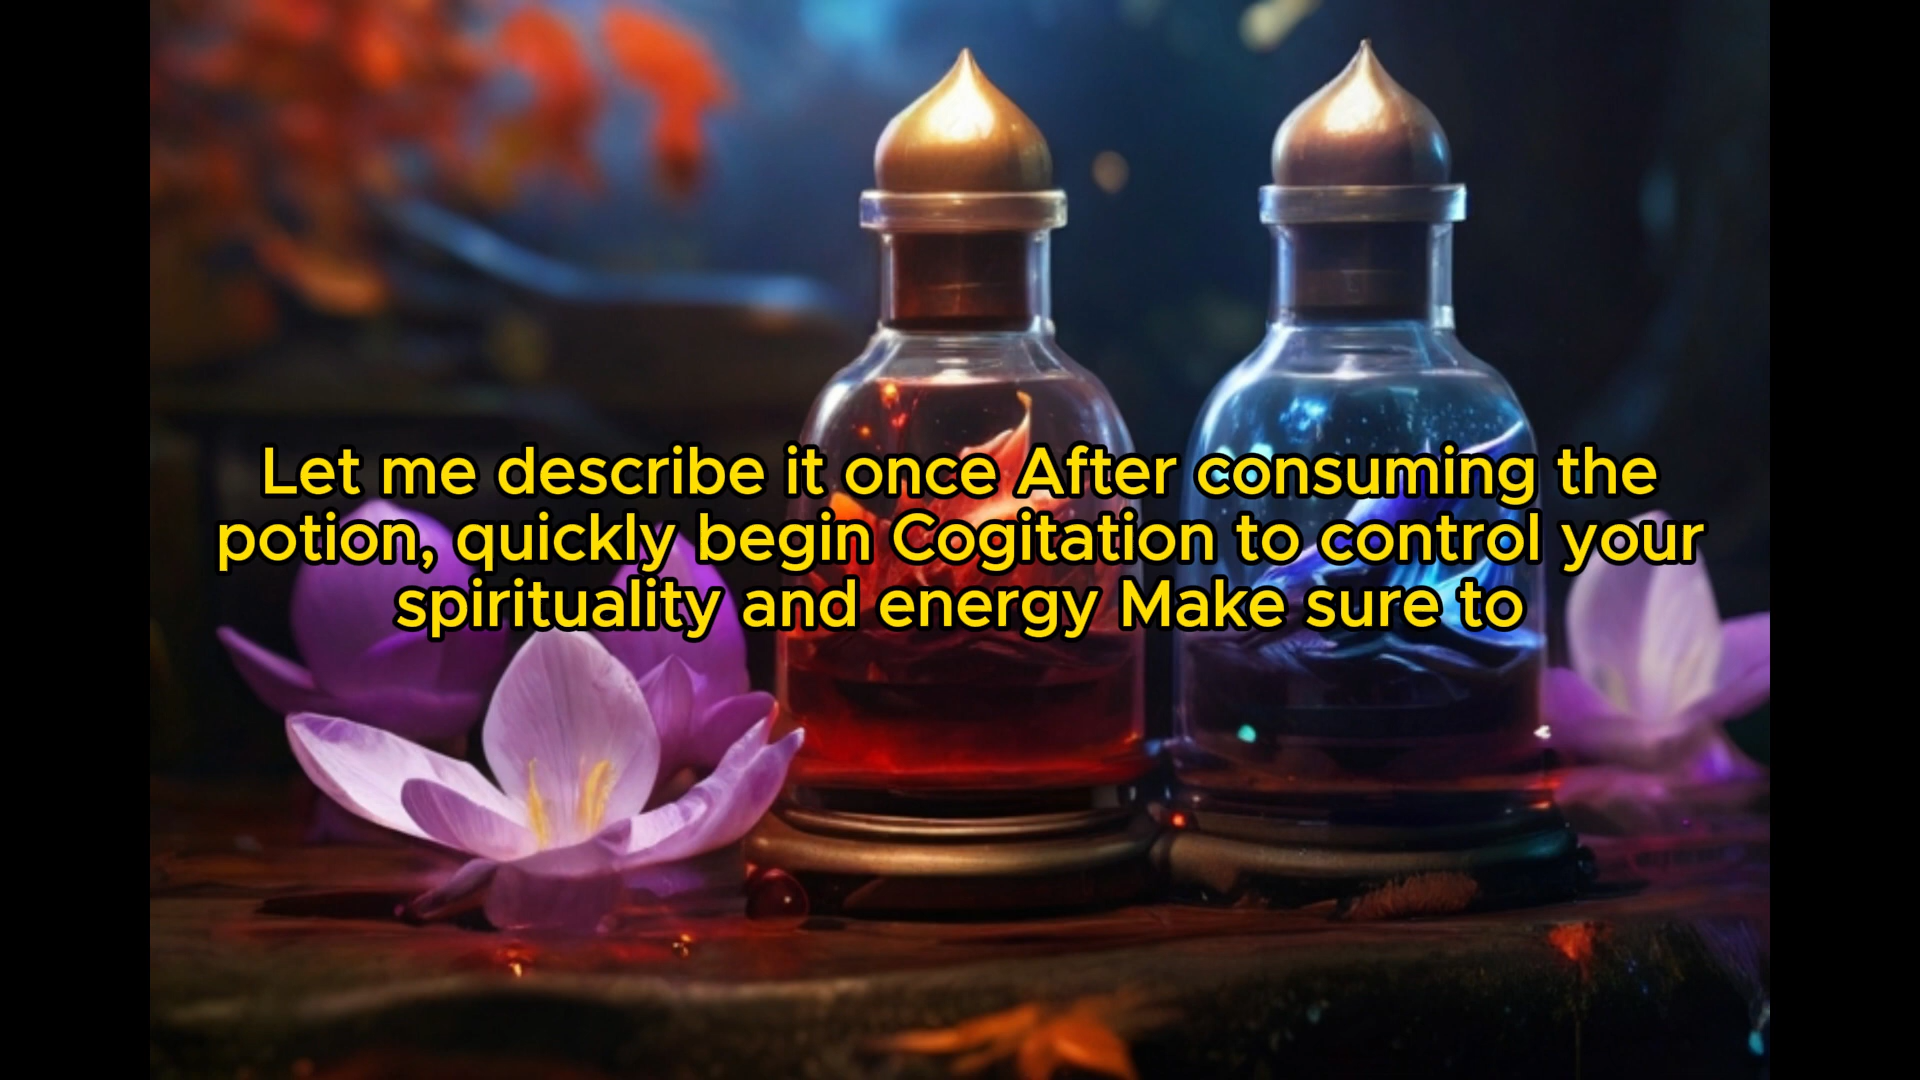 Let me describe it once After consuming the
potion, quickly begin Cogitation to control your
spirituality and energy Make sure to